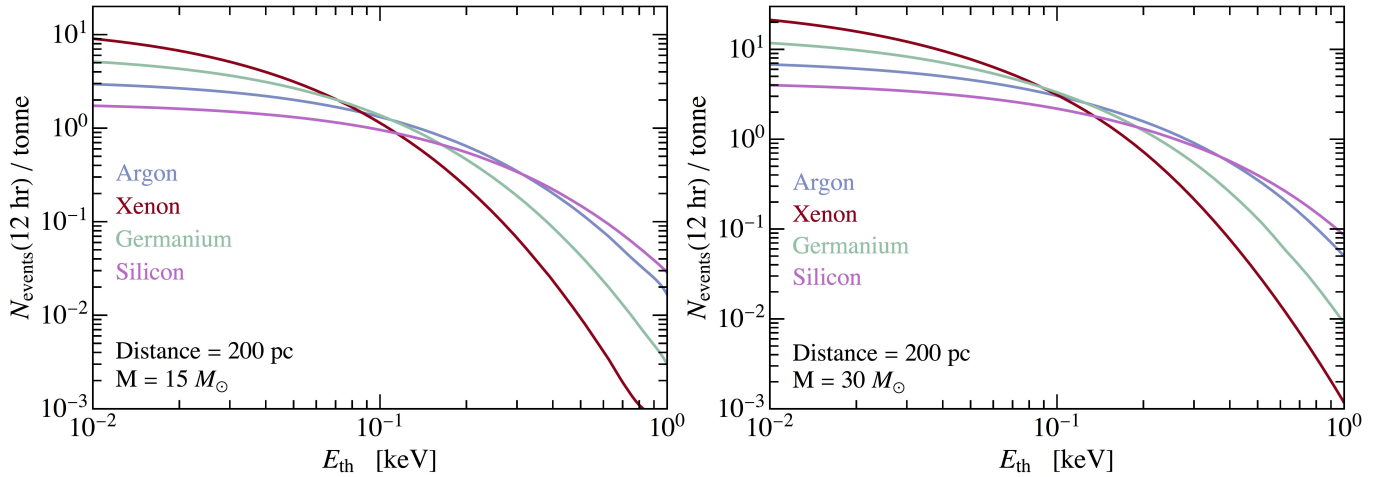 10^1
10^0
10^-1
10^-2
10^-3
N_events(12 hr) / tonne
Argon
Xenon
Germanium
Silicon
Distance = 200 pc
M = 15 M_⊙
10^-2
10^-1
10^0
E_th [keV]
10^1
10^0
10^-1
10^-2
10^-3
N_events(12 hr) / tonne
Argon
Xenon
Germanium
Silicon
Distance = 200 pc
M = 30 M_⊙
10^-2
10^-1
10^0
E_th [keV]